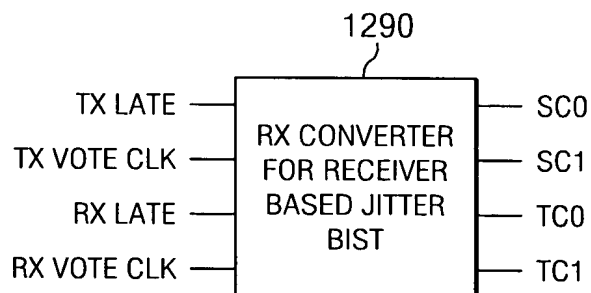 1290
TX LATE
TX VOTE CLK
RX LATE
RX VOTE CLK
RX CONVERTER
FOR RECEIVER
BASED JITTER
BIST
SC0
SC1
TC0
TC1